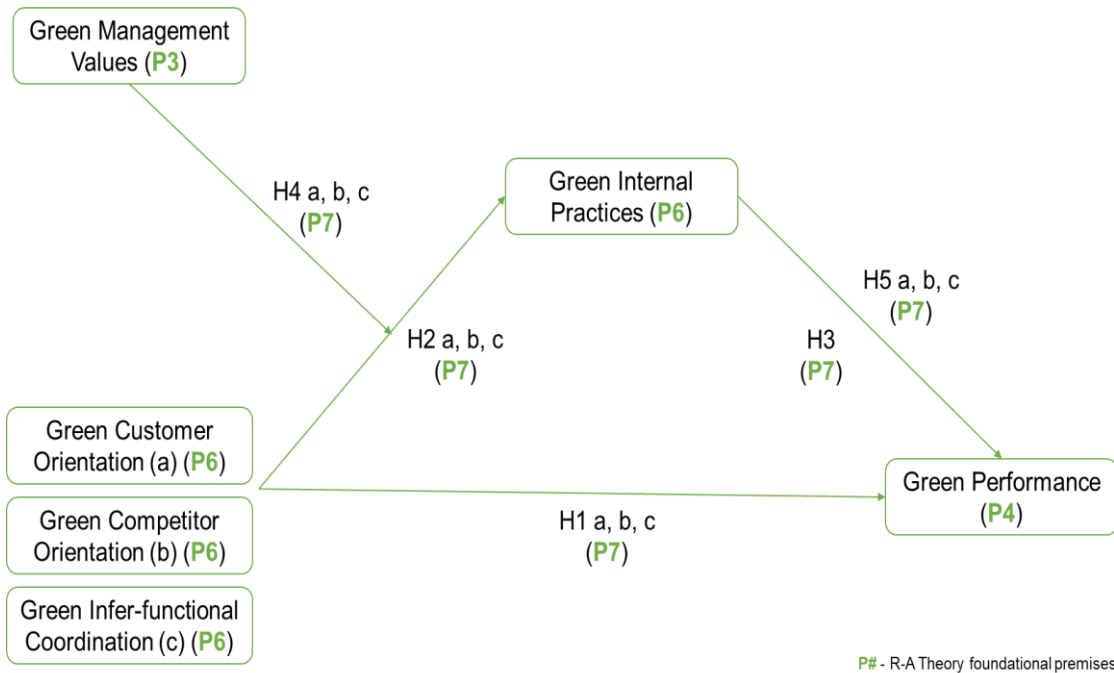 Green Management
Values (P3)
H4 a, b, c
(P7)
Green Internal
Practices (P6)
H5 a, b, c
(P7)
H2 a, b, c
(P7)
H3
(P7)
Green Customer
Orientation (a) (P6)
Green Competitor
Orientation (b) (P6)
Green Infer-functional
Coordination (c) (P6)
H1 a, b, c
(P7)
Green Performance
(P4)
P# - R-A Theory foundational premises